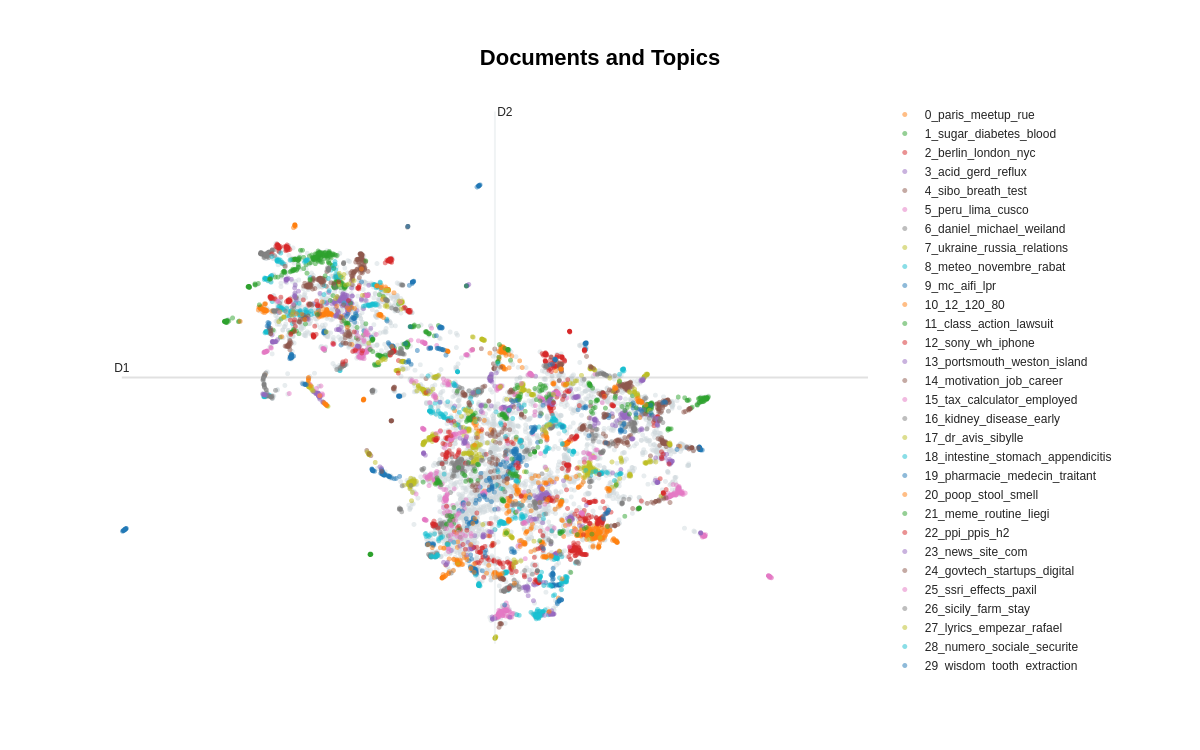 Documents and Topics
D2
D1
0_paris_meetup_rue
1_sugar_diabetes_blood
2_berlin_london_nyc
3_acid_gerd_reflux
4_sibo_breath_test
5_peru_lima_cusco
6_daniel_michael_weiland
7_ukraine_russia_relations
8_meteo_novembre_rabat
9_mc_aifi_lpr
10_12_120_80
11_class_action_lawsuit
12_sony_wh_iphone
13_portsmouth_weston_island
14_motivation_job_career
15_tax_calculator_employed
16_kidney_disease_early
17_dr_avis_sibylle
18_intestine_stomach_appendicitis
19_pharmacie_medecin_traitant
20_poop_stool_smell
21_meme_routine_liegi
22_ppi_ppis_h2
23_news_site_com
24_govtech_startups_digital
25_ssri_effects_paxil
26_sicily_farm_stay
27_lyrics_empezar_rafael
28_numero_sociale_securite
29_wisdom_tooth_extraction